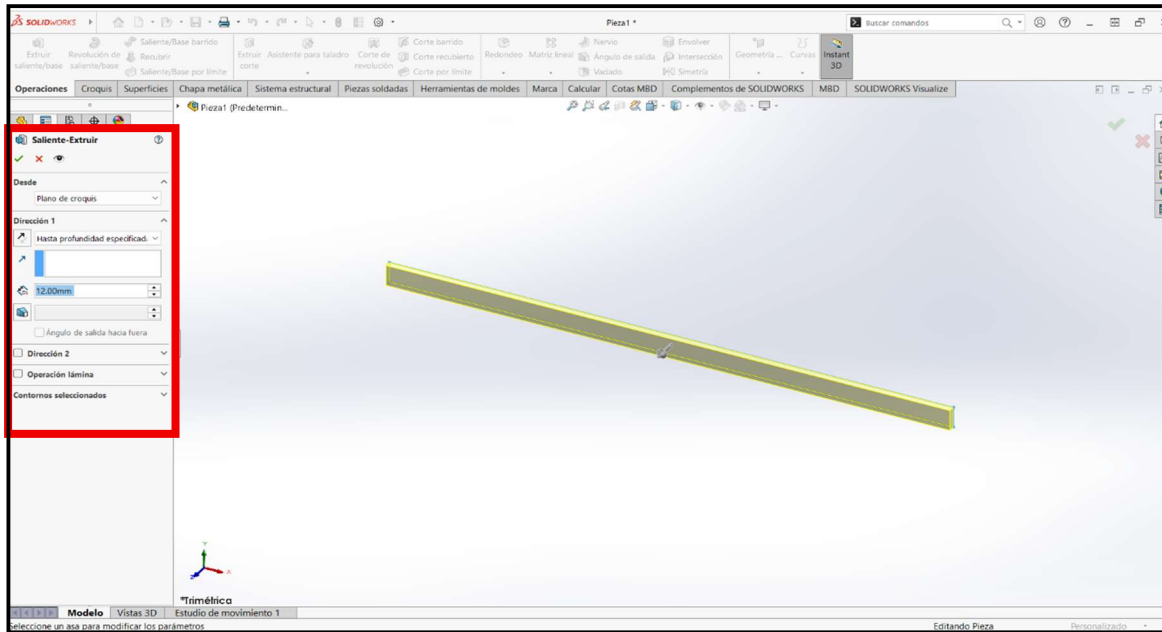 SOLIDWORKS
Pieza1 *
Buscar comandos
Extruir saliente/base
Revolución de saliente/base
Saliente/Base barrido
Recubrir
Saliente/Base por límite
Extruir corte
Asistente para taladro
Corte de revolución
Corte barrido
Corte recubierto
Corte por límite
Redondeo
Matriz lineal
Nervio
Ángulo de salida
Vaciado
Envolver
Intersección
Simetría
Geometría ...
Curvas
Instant 3D
Operaciones
Croquis
Superficies
Chapa metálica
Sistema estructural
Piezas soldadas
Herramientas de moldes
Marca
Calcular
Cotas MBD
Complementos de SOLIDWORKS
MBD
SOLIDWORKS Visualize
Pieza1 (Predetermin...
Saliente-Extruir
Desde
Plano de croquis
Dirección 1
Hasta profundidad especificad
12.00mm
Ángulo de salida hacia fuera
Dirección 2
Operación lámina
Contornos seleccionados
Y
X
Z
*Trimétrica
Modelo
Vistas 3D
Estudio de movimiento 1
Seleccione un asa para modificar los parámetros
Editando Pieza
Personalizado